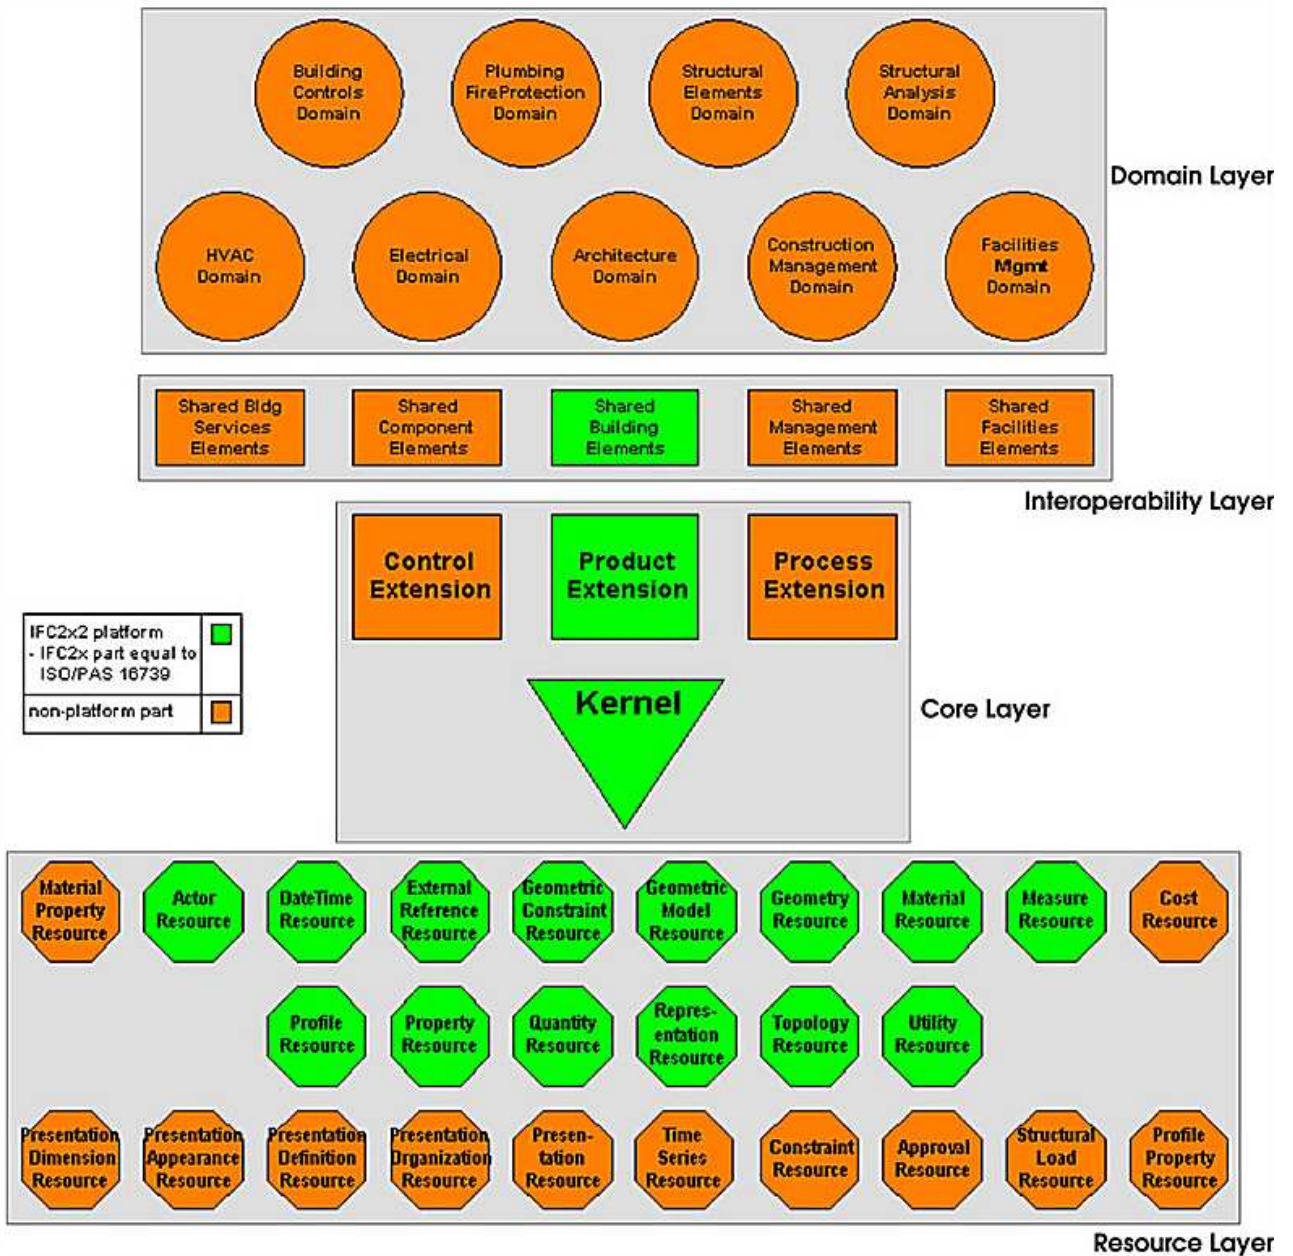 Building
Controls
Domain
Plumbing
FireProtection
Domain
Structural
Elements
Domain
Structural
Analysis
Domain
Domain Layer
HVAC
Domain
Electrical
Domain
Architecture
Domain
Construction
Management
Domain
Facilities
Mgmt
Domain
Shared Bldg
Services
Elements
Shared
Component
Elements
Shared
Building
Elements
Shared
Management
Elements
Shared
Facilities
Elements
Interoperability Layer
Control
Extension
Product
Extension
Process
Extension
IFC2x2 platform
- IFC2x part equal to
ISO/PAS 16739
non-platform part
Kernel
Core Layer
Material
Property
Resource
Actor
Resource
DateTime
Resource
External
Reference
Resource
Geometric
Constraint
Resource
Geometric
Model
Resource
Geometry
Resource
Material
Resource
Measure
Resource
Cost
Resource
Profile
Resource
Property
Resource
Quantity
Resource
Repres-
entation
Resource
Topology
Resource
Utility
Resource
Presentation
Dimension
Resource
Presentation
Appearance
Resource
Presentation
Definition
Resource
Presentation
Organization
Resource
Presen-
tation
Resource
Time
Series
Resource
Constraint
Resource
Approval
Resource
Structural
Load
Resource
Profile
Property
Resource
Resource Layer